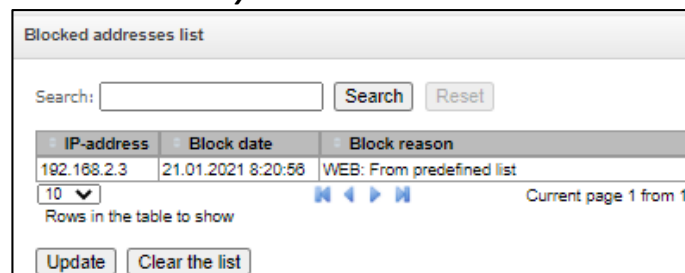 Blocked addresses list
Search: Search Reset
IP-address Block date Block reason
192.168.2.3 21.01.2021 8:20:56 WEB: From predefined list
10 Current page 1 from 1
Rows in the table to show
Update Clear the list